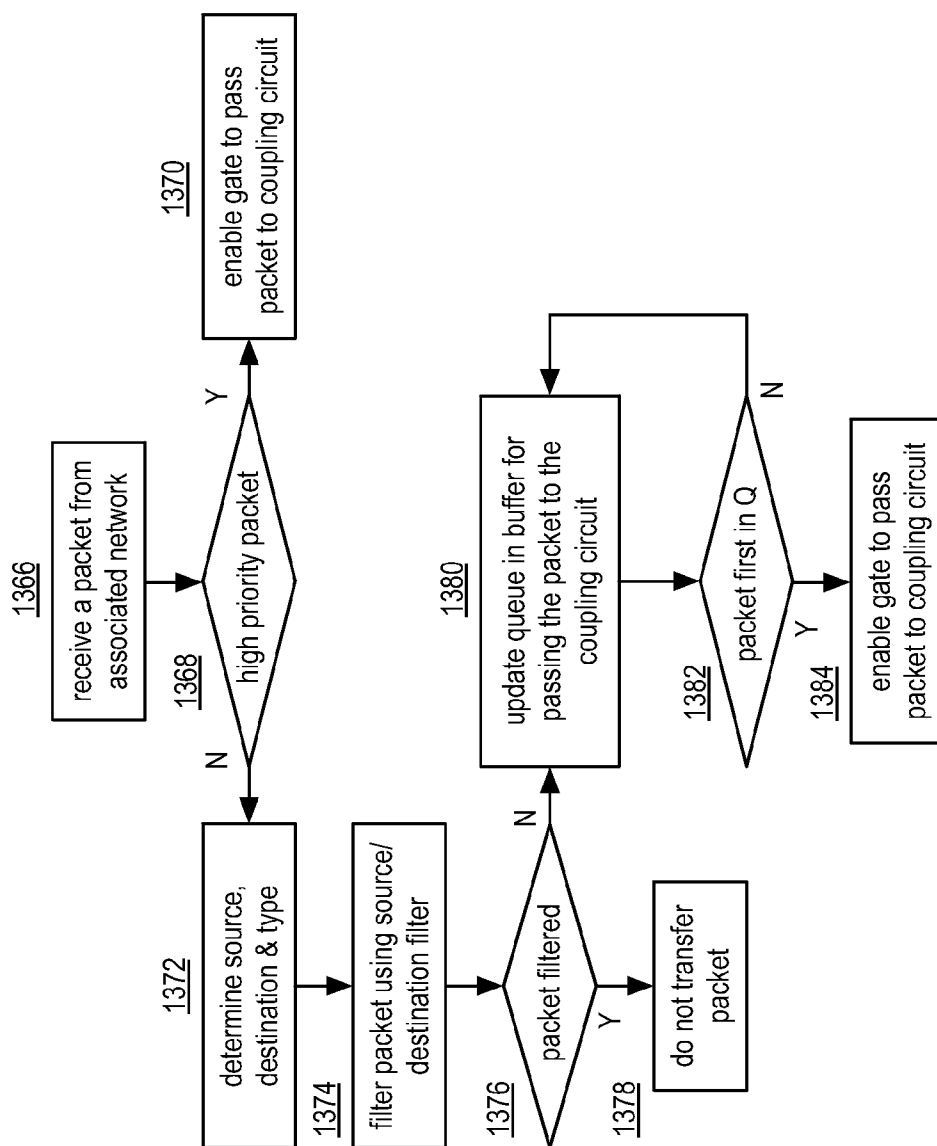 1366
receive a packet from
associated network
1368
high priority packet
Y
N
1370
enable gate to pass
packet to coupling circuit
1372
determine source,
destination & type
1374
filter packet using source/
destination filter
1376
packet filtered
N
Y
1378
do not transfer
packet
1380
update queue in buffer for
passing the packet to the
coupling circuit
1382
packet first in Q
N
Y
1384
enable gate to pass
packet to coupling circuit